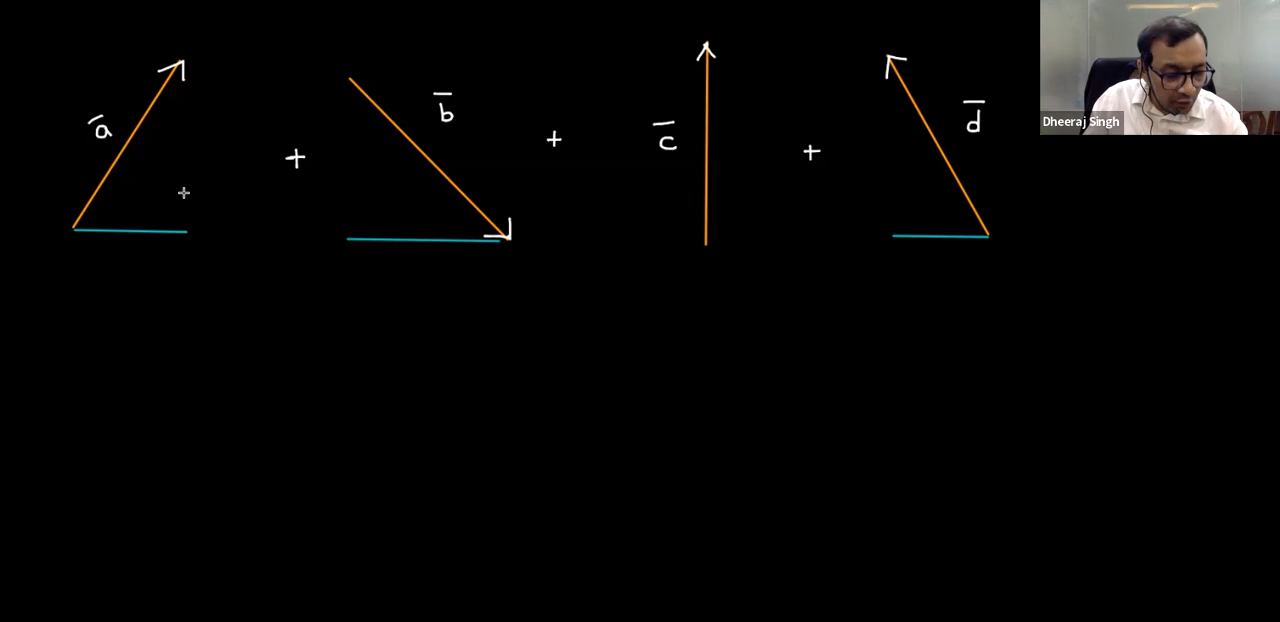 a̅ + b̅ + c̅ + d̅
Dheeraj Singh